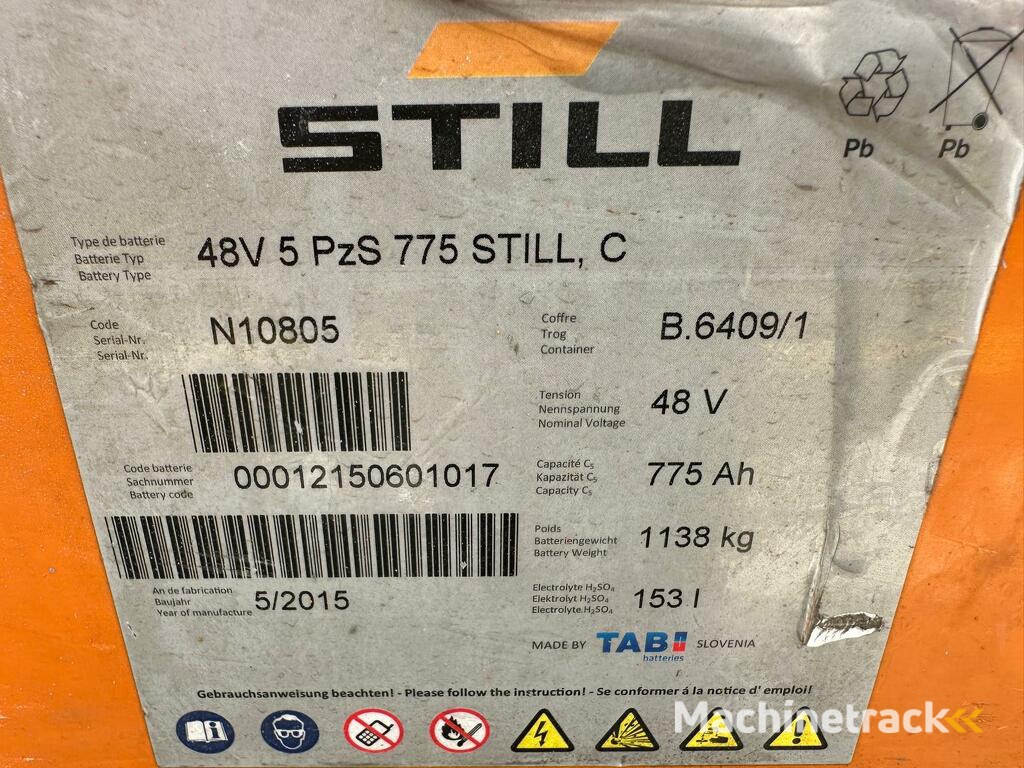 STILL
Pb Pb
Type de batterie
Batterie Typ
Battery Type
48V 5 PzS 775 STILL, C
Code
Serial-Nr.
Serial-Nr.
N10805
Coffre
Trog
Container
B.6409/1
Tension
Nennspannung
Nominal Voltage
48 V
Code batterie
Sachnummer
Battery code
00012150601017
Capacité C₅
Kapazität C₅
Capacity C₅
775 Ah
Poids
Batteriengewicht
Battery Weight
1138 kg
An de fabrication
Baujahr
Year of manufacture
5/2015
Electrolyte H₂SO₄
Elektrolyt H₂SO₄
Electrolyte H₂SO₄
153 l
MADE BY TAB batteries SLOVENIA
Gebrauchsanweisung beachten! - Please follow the instruction! - Se conformer á la notice d' emploi!
Machinetrack